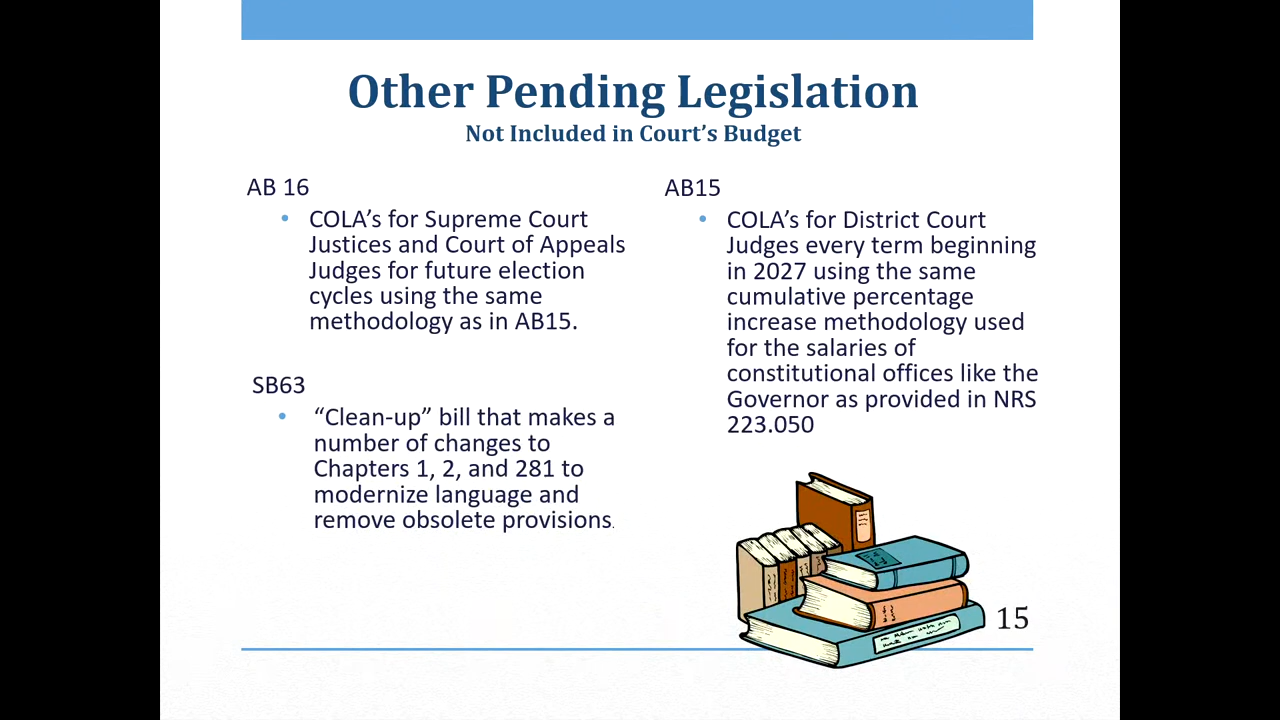 Other Pending Legislation
Not Included in Court's Budget
AB 16
• COLA's for Supreme Court
Justices and Court of Appeals
Judges for future election
cycles using the same
methodology as in AB15.
SB63
• “Clean-up” bill that makes a
number of changes to
Chapters 1, 2, and 281 to
modernize language and
remove obsolete provisions.
AB15
• COLA's for District Court
Judges every term beginning
in 2027 using the same
cumulative percentage
increase methodology used
for the salaries of
constitutional offices like the
Governor as provided in NRS
223.050
15